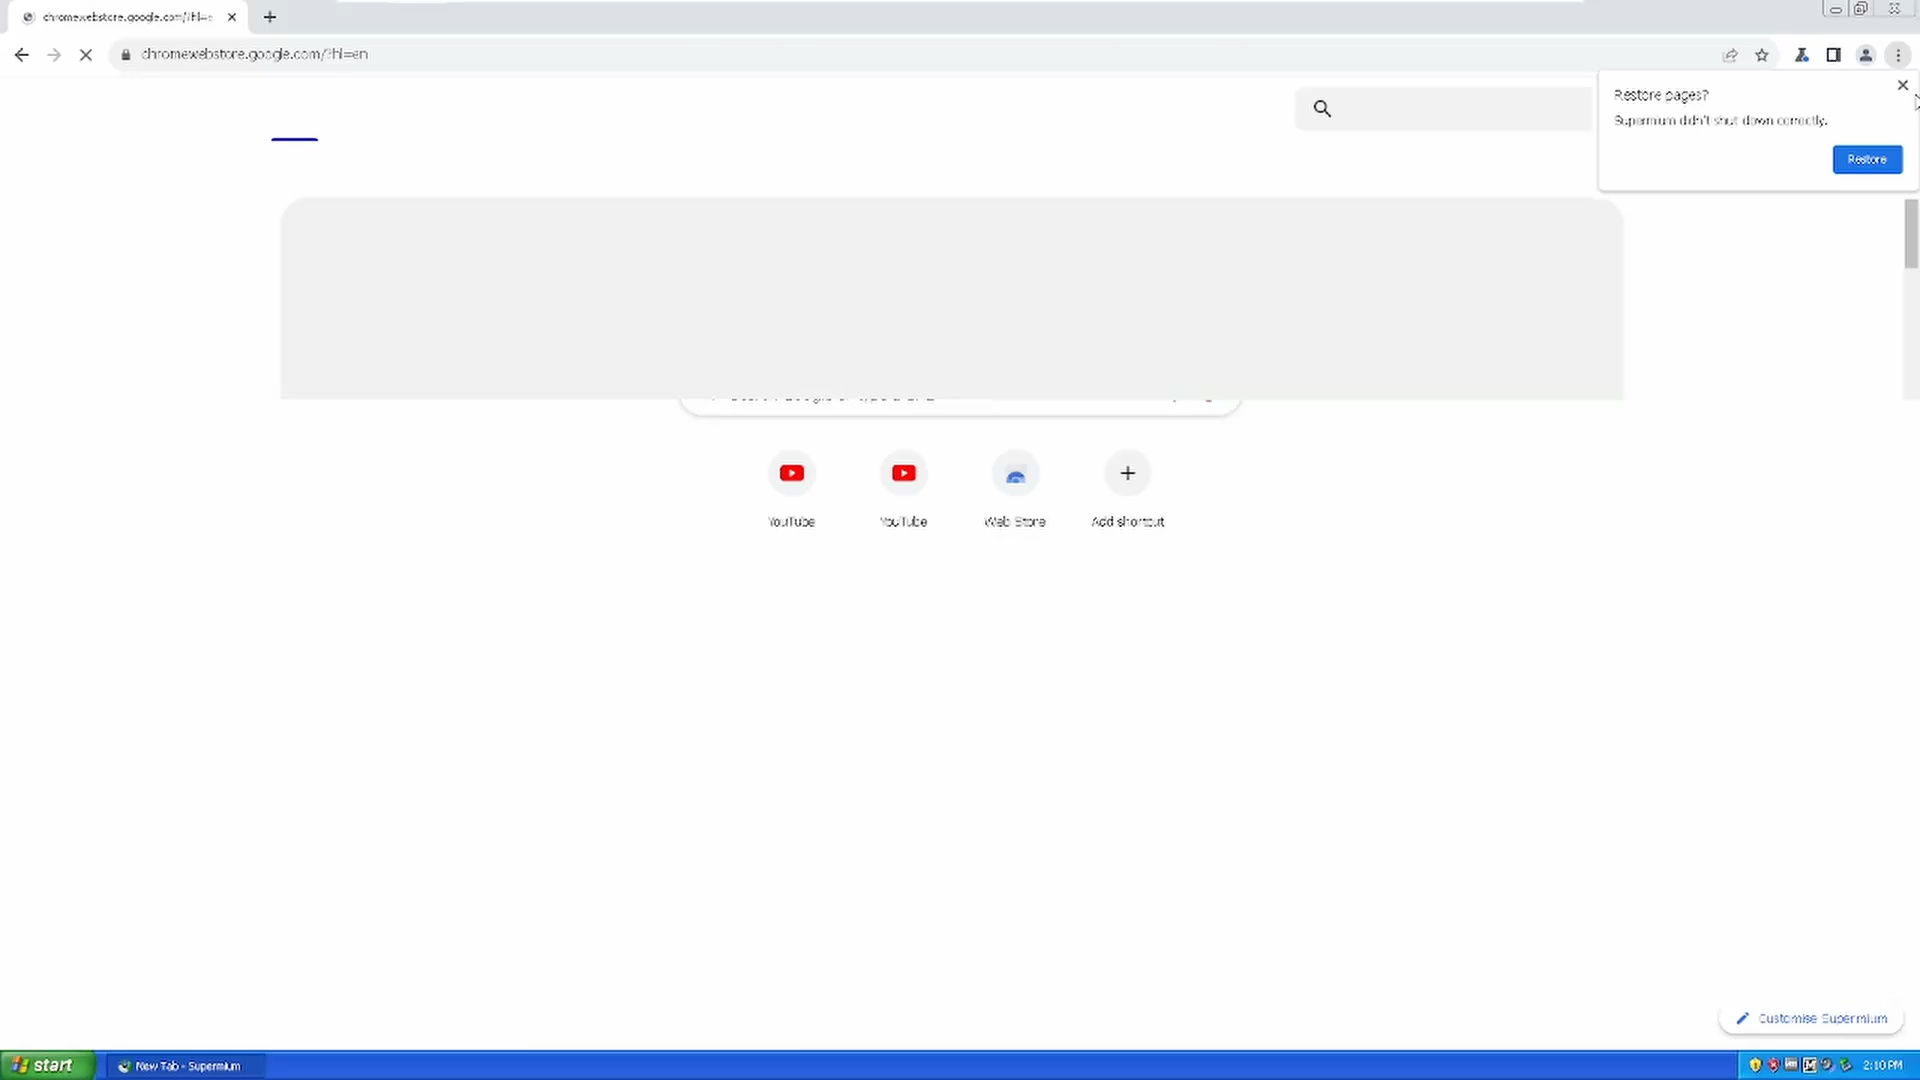 chromewebstore.google.com/?hl=e
chromewebstore.google.com/?hl=en
Restore pages?
Supermium didn't shut down correctly.
Restore
YouTube
YouTube
Web Store
Add shortcut
Customise Supermium
start
New Tab - Supermium
2:10 PM